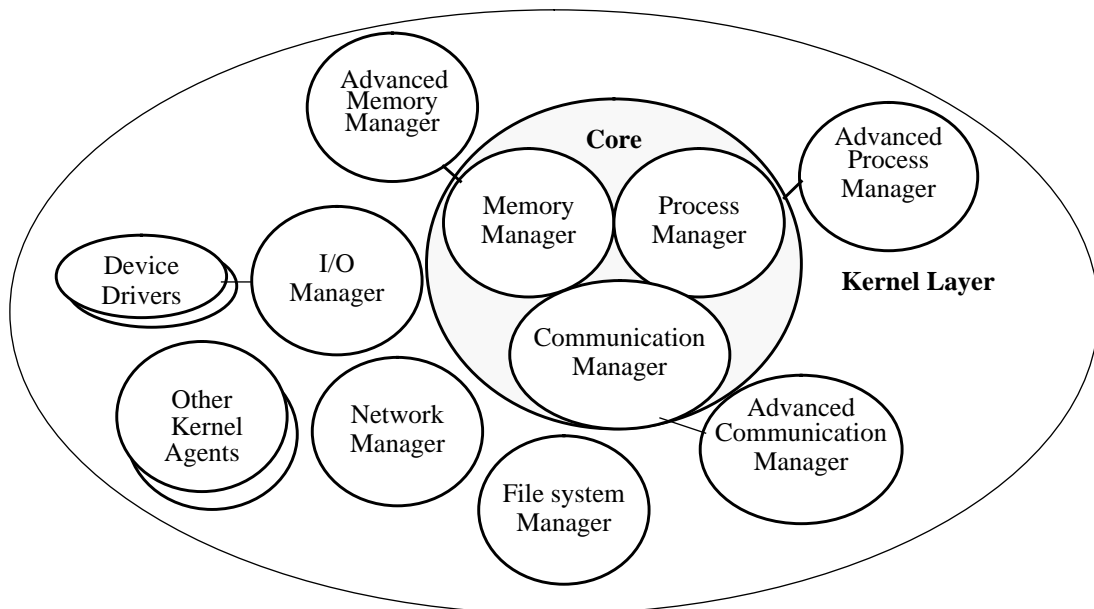 Advanced
Memory
Manager
Core
Advanced
Process
Manager
Memory
Manager
Process
Manager
Device
Drivers
I/O
Manager
Kernel Layer
Communication
Manager
Other
Kernel
Agents
Network
Manager
Advanced
Communication
Manager
File system
Manager